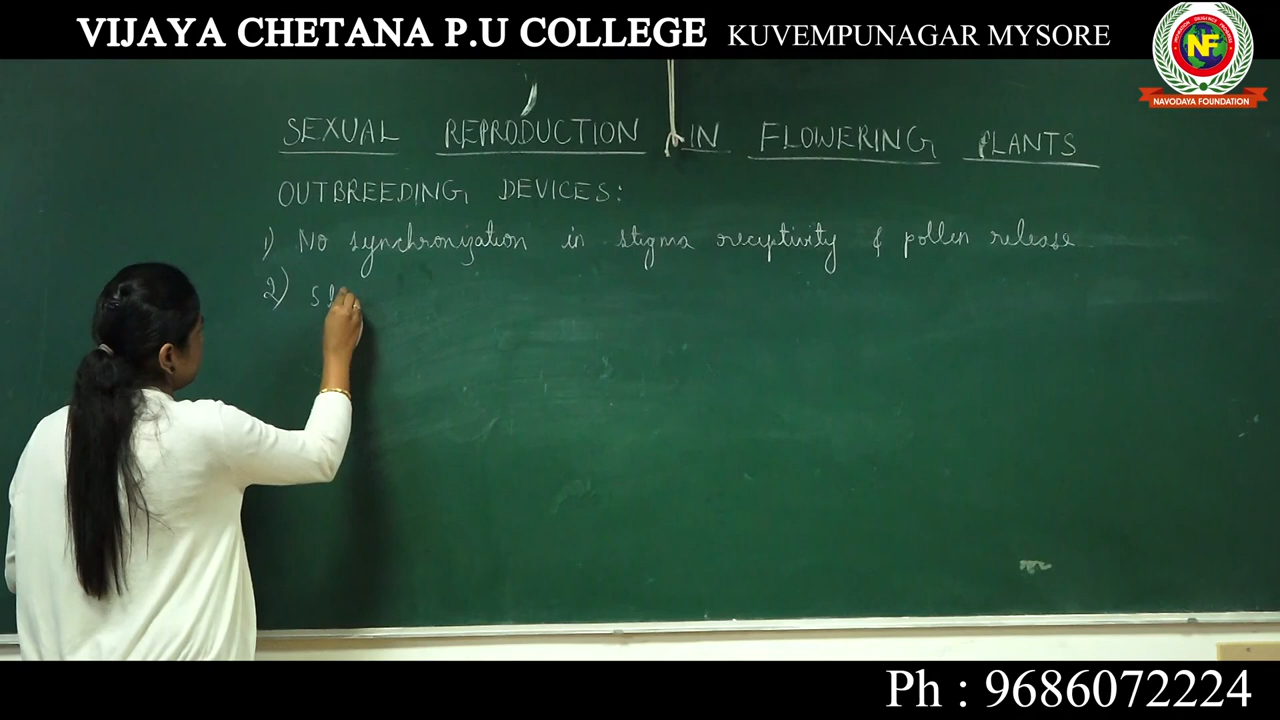 VIJAYA CHETANA P.U COLLEGE KUVEMPUNAGAR MYSORE
NF
NAVODAYA FOUNDATION
SEXUAL REPRODUCTION IN FLOWERING PLANTS
OUTBREEDING DEVICES:
1) No synchronization in stigma receptivity & pollen release
2)
Ph : 9686072224